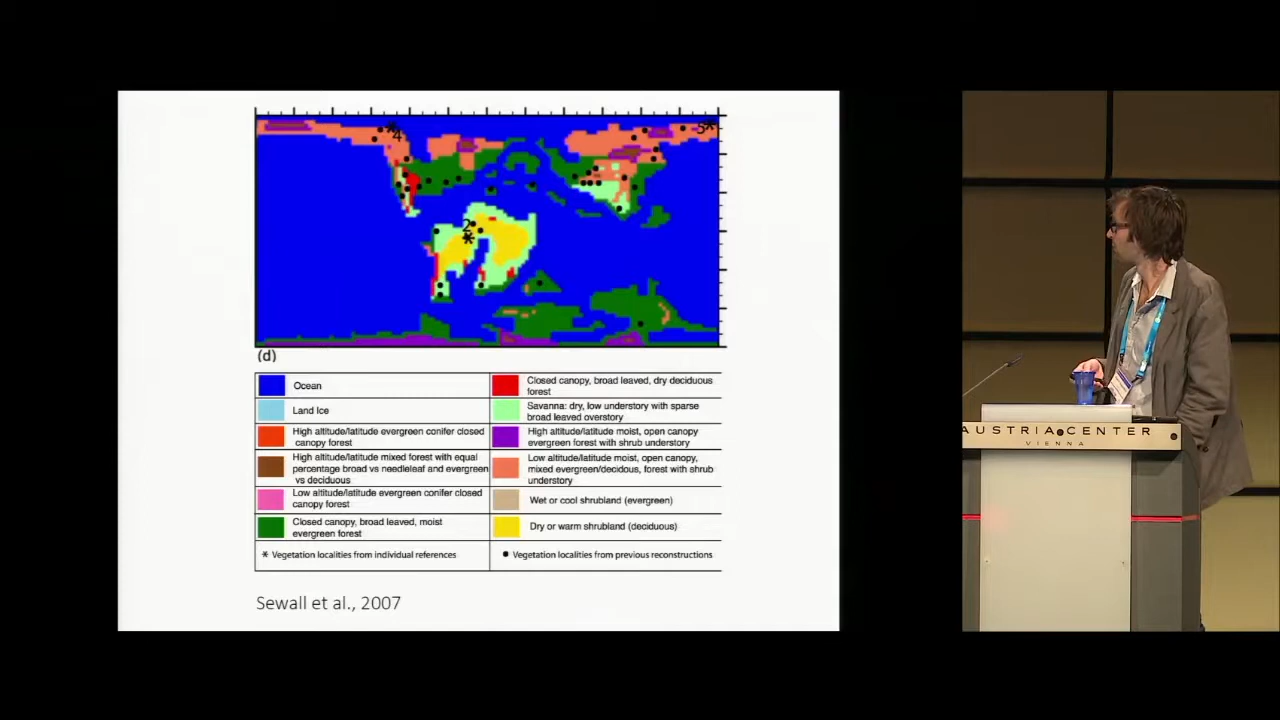 4
5
2
(d)
Ocean
Closed canopy, broad leaved, dry deciduous
forest
Land Ice
Savanna: dry, low understory with sparse
broad leaved overstory
High altitude/latitude evergreen conifer closed
canopy forest
High altitude/latitude moist, open canopy
evergreen forest with shrub understory
High altitude/latitude mixed forest with equal
percentage broad vs needleleaf and evergreen
vs deciduous
Low altitude/latitude moist, open canopy,
mixed evergreen/decidous, forest with shrub
understory
Low altitude/latitude evergreen conifer closed
canopy forest
Wet or cool shrubland (evergreen)
Closed canopy, broad leaved, moist
evergreen forest
Dry or warm shrubland (deciduous)
* Vegetation localities from individual references
Vegetation localities from previous reconstructions
Sewall et al., 2007
AUSTRIA CENTER
VIENNA